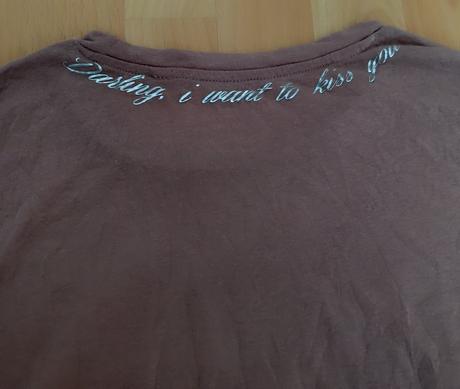 Darling, i want to kiss you